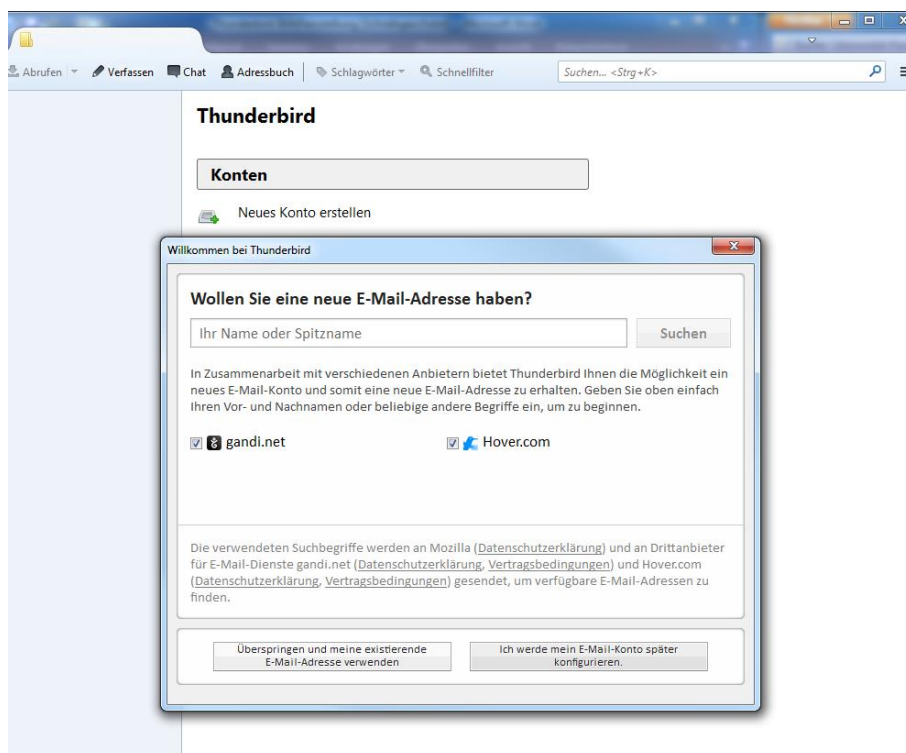 Abrufen Verfassen Chat Adressbuch Schlagwörter Schnellfilter Suchen... <Strg+K>
Thunderbird
Konten
Neues Konto erstellen
Willkommen bei Thunderbird
Wollen Sie eine neue E-Mail-Adresse haben?
Ihr Name oder Spitzname Suchen
In Zusammenarbeit mit verschiedenen Anbietern bietet Thunderbird Ihnen die Möglichkeit ein
neues E-Mail-Konto und somit eine neue E-Mail-Adresse zu erhalten. Geben Sie oben einfach
Ihren Vor- und Nachnamen oder beliebige andere Begriffe ein, um zu beginnen.
gandi.net Hover.com
Die verwendeten Suchbegriffe werden an Mozilla (Datenschutzerklärung) und an Drittanbieter
für E-Mail-Dienste gandi.net (Datenschutzerklärung, Vertragsbedingungen) und Hover.com
(Datenschutzerklärung, Vertragsbedingungen) gesendet, um verfügbare E-Mail-Adressen zu
finden.
Überspringen und meine existierende
E-Mail-Adresse verwenden
Ich werde mein E-Mail-Konto später
konfigurieren.